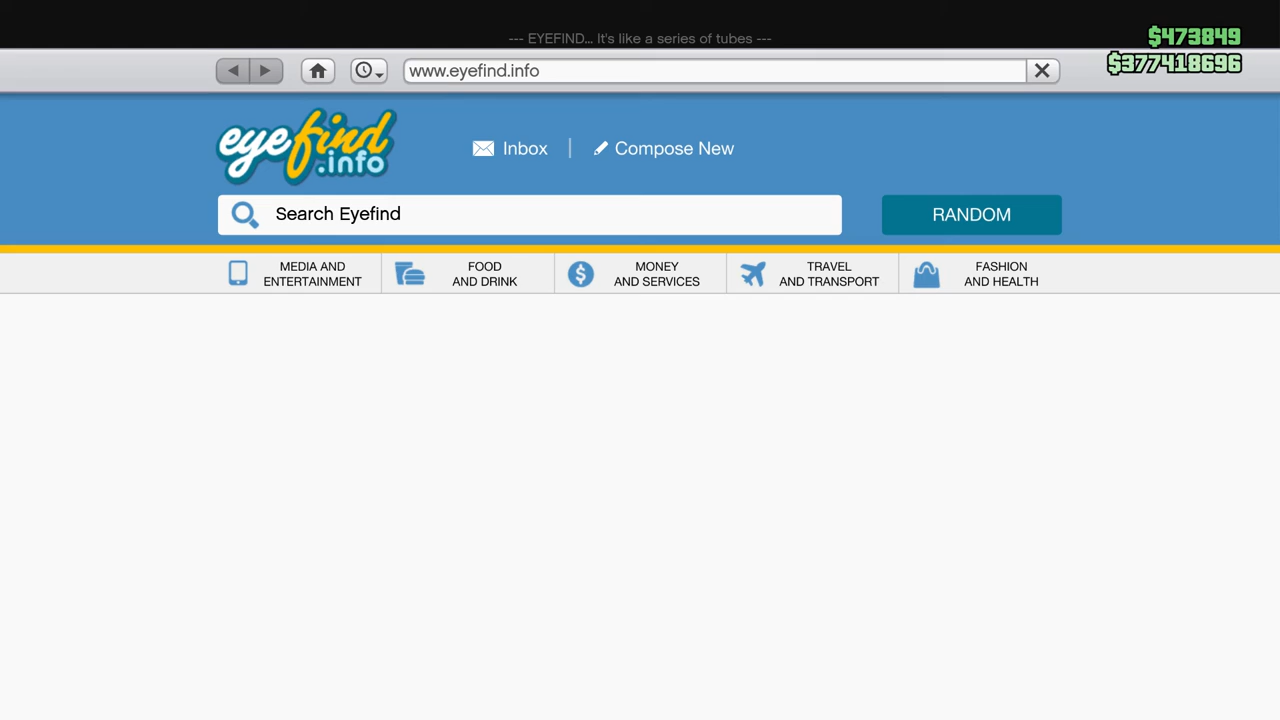 --- EYEFIND... It's like a series of tubes ---
$473849
$377418696
www.eyefind.info
eyefind
.info
Inbox
Compose New
Search Eyefind
RANDOM
MEDIA AND
ENTERTAINMENT
FOOD
AND DRINK
MONEY
AND SERVICES
TRAVEL
AND TRANSPORT
FASHION
AND HEALTH